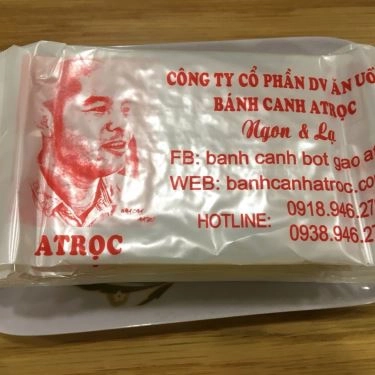 CÔNG TY CỔ PHẦN DV ĂN UỐ
BÁNH CANH ATRỌC
Ngon & Lạ
FB: banh canh bot gao at
WEB: banhcanhatroc.co
HOTLINE: 0918.946.27
0938.946.27
ATRỌC